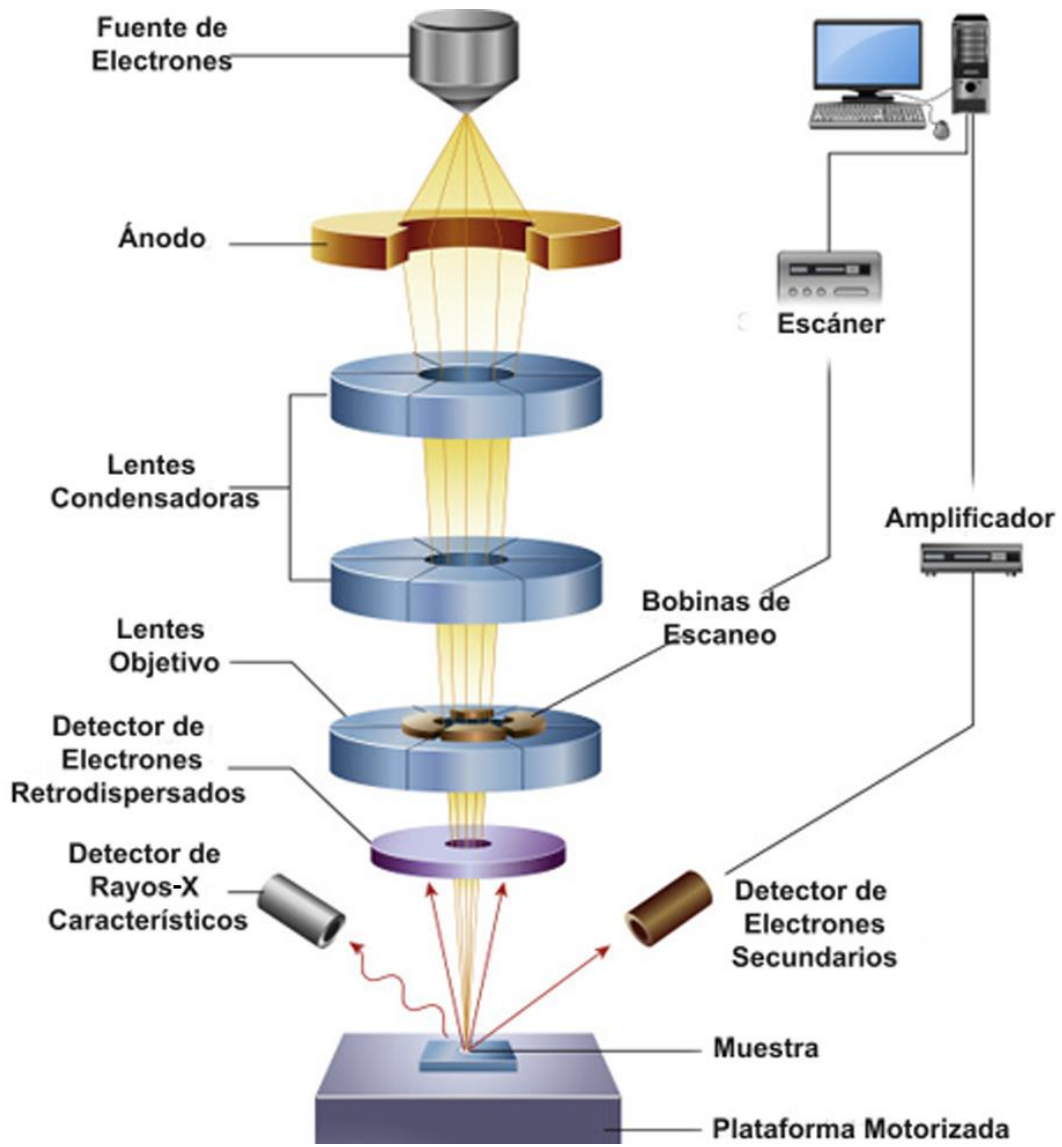 Fuente de
Electrones
Ánodo
Escáner
Lentes
Condensadoras
Amplificador
Bobinas de
Escaneo
Lentes
Objetivo
Detector de
Electrones
Retrodispersados
Detector de
Rayos-X
Característicos
Detector de
Electrones
Secundarios
Muestra
Plataforma Motorizada